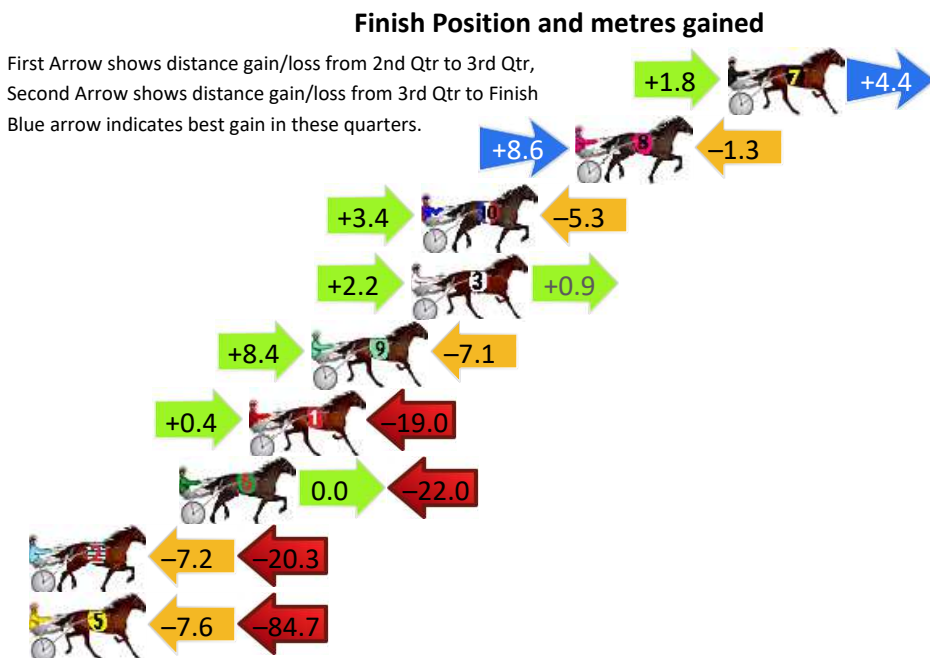 Finish Position and metres gained
First Arrow shows distance gain/loss from 2nd Qtr to 3rd Qtr,
Second Arrow shows distance gain/loss from 3rd Qtr to Finish
Blue arrow indicates best gain in these quarters.
+1.8 7 +4.4
+8.6 8 –1.3
+3.4 10 –5.3
+2.2 3 +0.9
+8.4 9 –7.1
+0.4 1 –19.0
0.0 –22.0
2 –7.2 –20.3
5 –7.6 –84.7